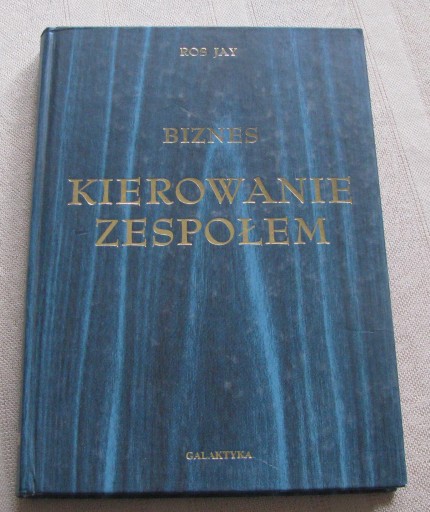 ROS JAY
BIZNES
KIEROWANIE
ZESPOŁEM
GALAKTYKA